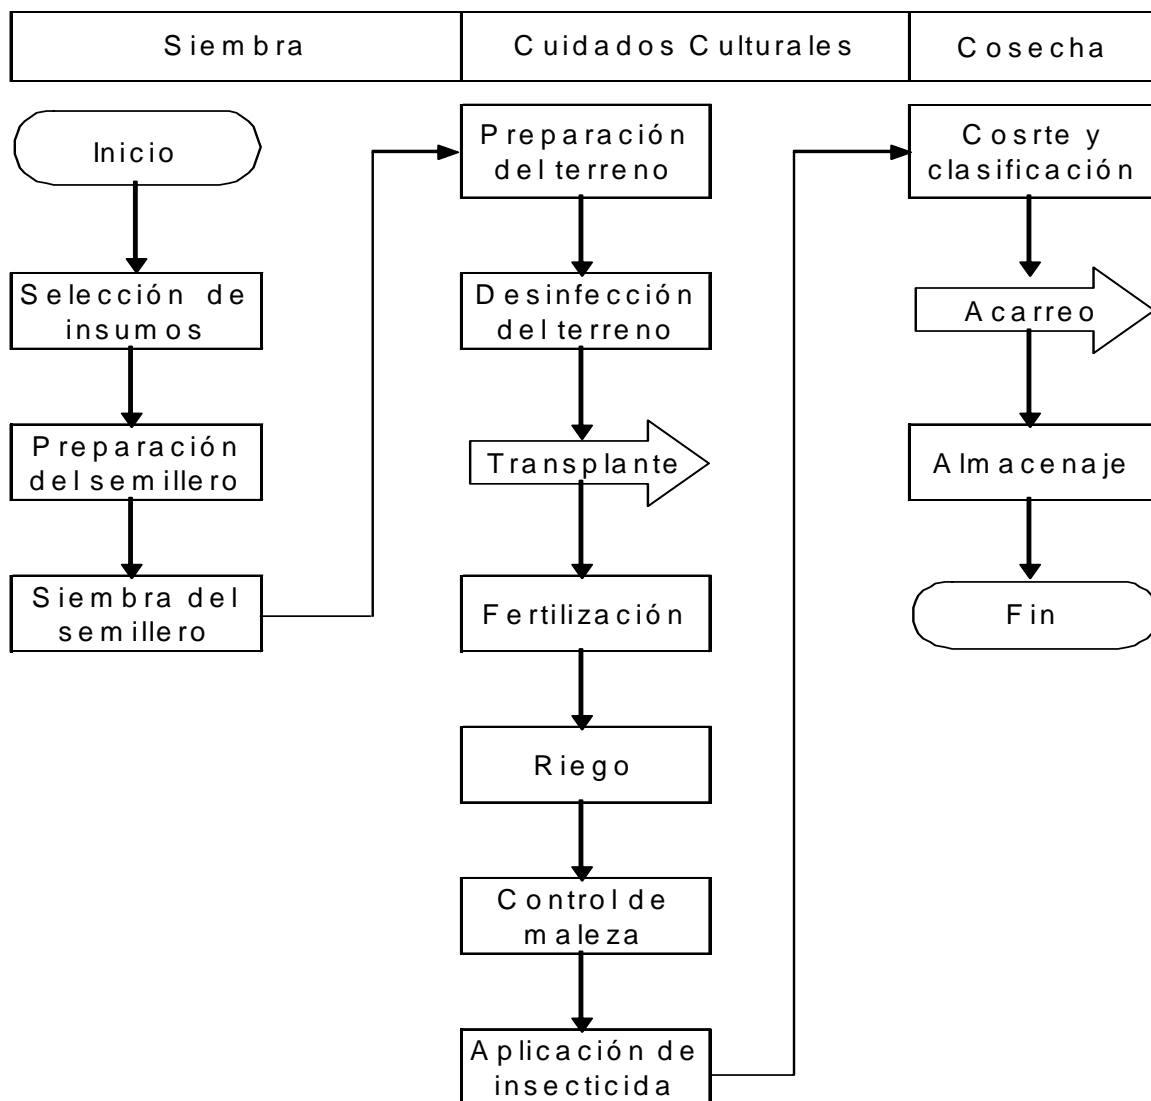 Siembra
Cuidados Culturales
Cosecha
Inicio
Selección de
insumos
Preparación
del semillero
Siembra del
semillero
Preparación
del terreno
Desinfección
del terreno
Transplante
Fertilización
Riego
Control de
maleza
Aplicación de
insecticida
Cosrte y
clasificación
Acarreo
Almacenaje
Fin